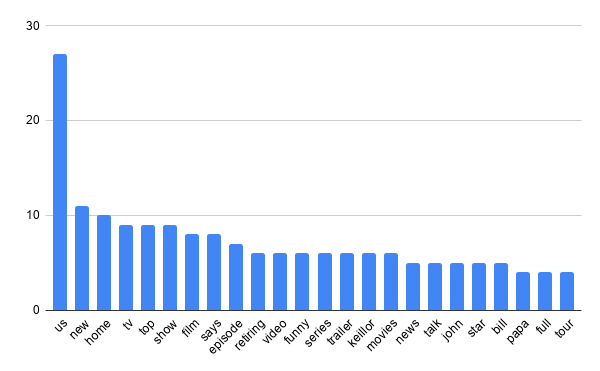 30
20
10
0
us new home tv top show film says episode retiring video funny series trailer keillor movies news talk john star bill papa full tour